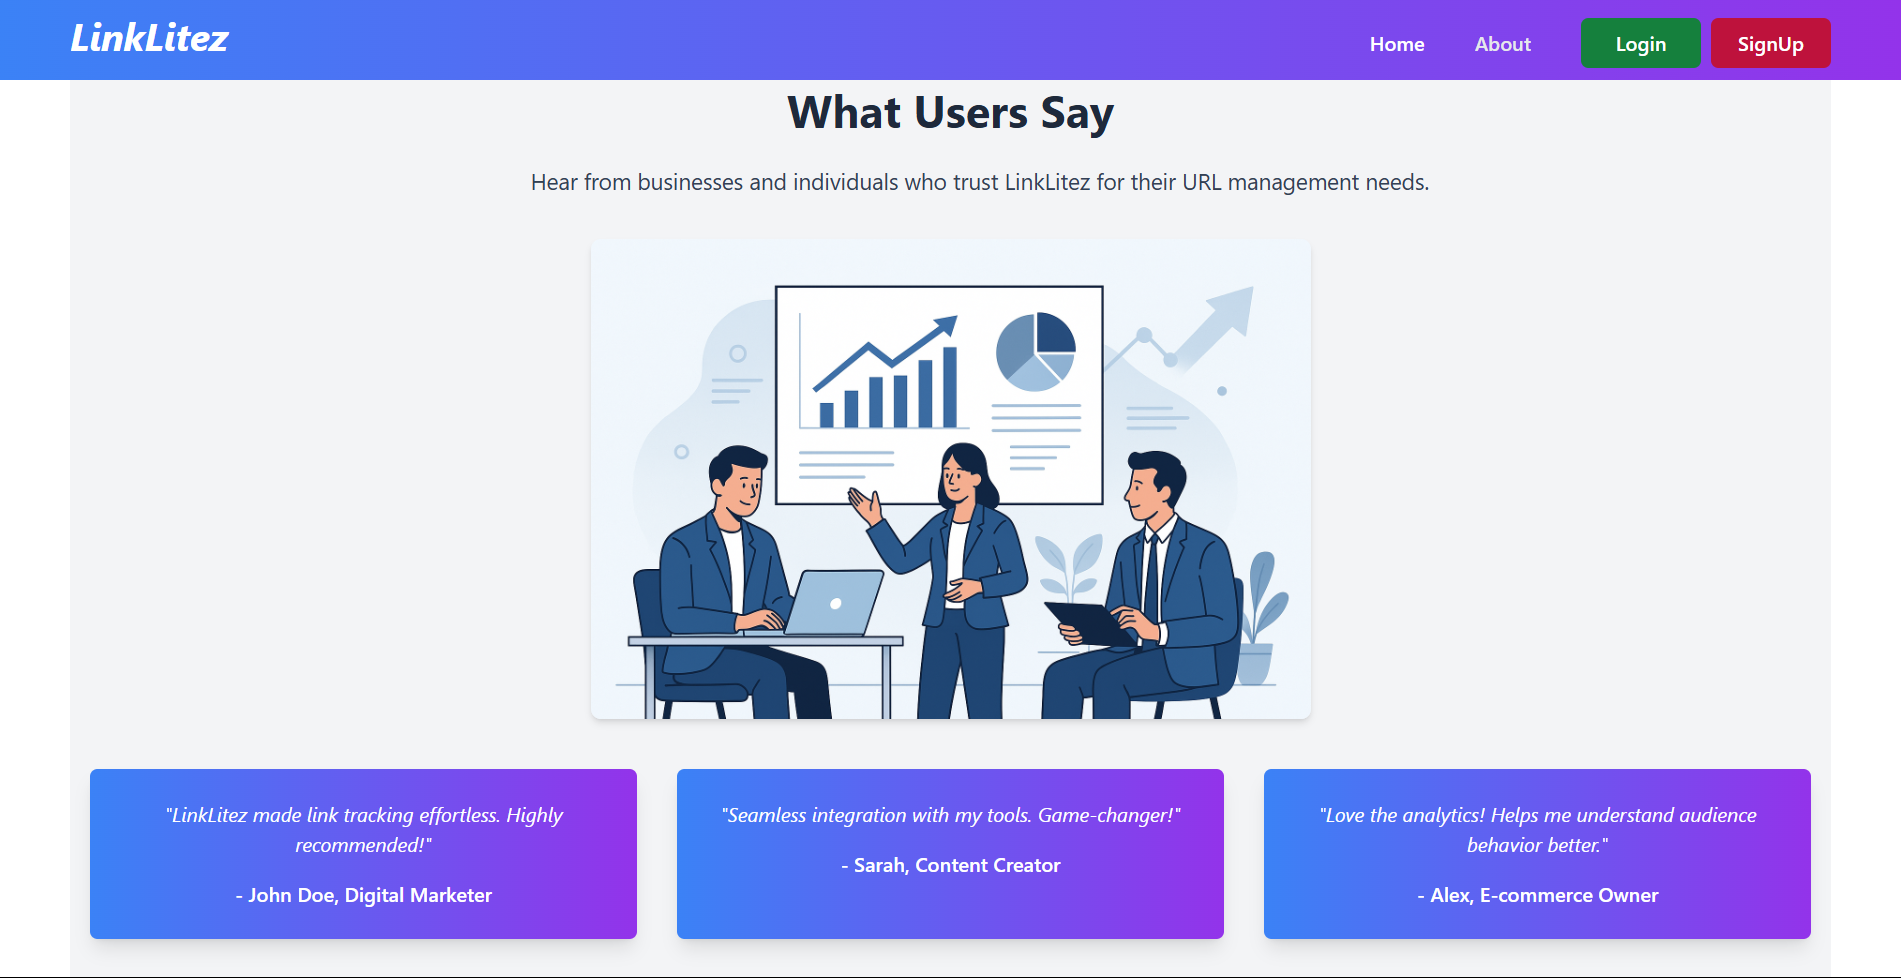 LinkLitez
Home
About
Login
SignUp
What Users Say
Hear from businesses and individuals who trust LinkLitez for their URL management needs.
"LinkLitez made link tracking effortless. Highly
recommended!"
- John Doe, Digital Marketer
"Seamless integration with my tools. Game-changer!"
- Sarah, Content Creator
"Love the analytics! Helps me understand audience
behavior better."
- Alex, E-commerce Owner